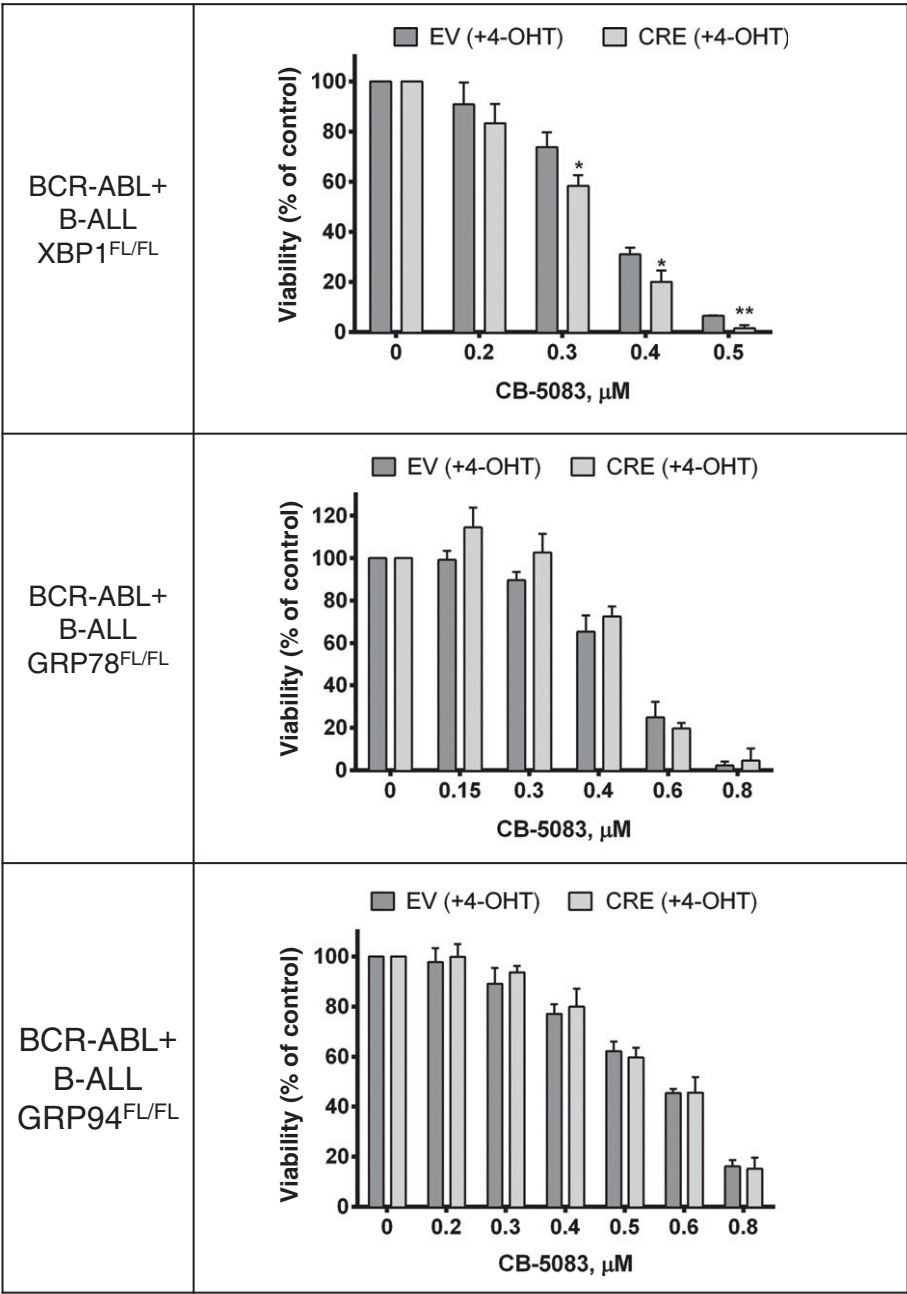 BCR-ABL+
B-ALL
XBP1FL/FL
EV (+4-OHT) CRE (+4-OHT)
Viability (% of control)
100
80
60
40
20
0
*
*
**
0 0.2 0.3 0.4 0.5
CB-5083, μM
BCR-ABL+
B-ALL
GRP78FL/FL
EV (+4-OHT) CRE (+4-OHT)
Viability (% of control)
120
100
80
60
40
20
0
0 0.15 0.3 0.4 0.6 0.8
CB-5083, μM
BCR-ABL+
B-ALL
GRP94FL/FL
EV (+4-OHT) CRE (+4-OHT)
Viability (% of control)
100
80
60
40
20
0
0 0.2 0.3 0.4 0.5 0.6 0.8
CB-5083, μM